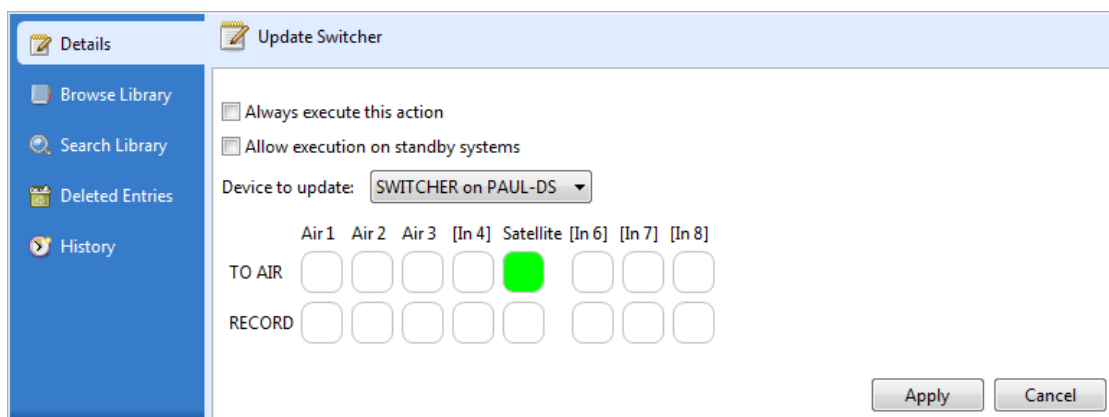 Details
Browse Library
Search Library
Deleted Entries
History
Update Switcher
Always execute this action
Allow execution on standby systems
Device to update: SWITCHER on PAUL-DS
Air 1 Air 2 Air 3 [In 4] Satellite [In 6] [In 7] [In 8]
TO AIR
RECORD
Apply Cancel